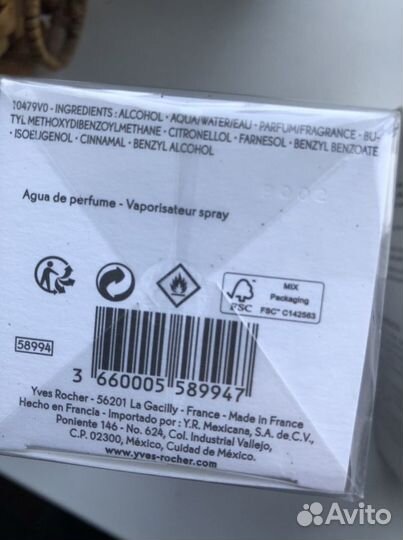 10479V0 - INGREDIENTS : ALCOHOL • AQUA/WATER/EAU • PARFUM/FRAGRANCE • BU-
TYL METHOXYDIBENZOYLMETHANE • CITRONELLOL • FARNESOL • BENZYL BENZOATE
• ISOEUGENOL • CINNAMAL • BENZYL ALCOHOL
Agua de perfume - Vaporisateur spray
FSC
MIX
Packaging
FSC™ C142563
58994
3 660005 589947
Yves Rocher - 56201 La Gacilly - France - Made in France
Hecho en Francia - Importado por : Y.R. Mexicana, S.A. de C.V.,
Poniente 146 - No. 624, Col. Industrial Vallejo,
C.P. 02300, México, Cuidad de México.
www.yves-rocher.com
Avito